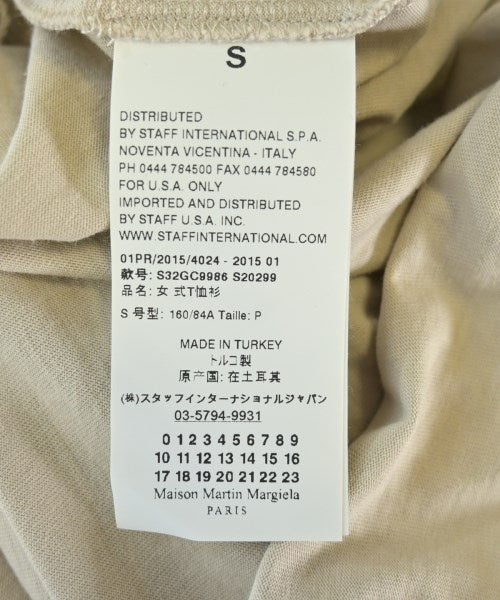 S
DISTRIBUTED
BY STAFF INTERNATIONAL S.P.A.
NOVENTA VICENTINA - ITALY
PH 0444 784500 FAX 0444 784580
FOR U.S.A. ONLY
IMPORTED AND DISTRIBUTED
BY STAFF U.S.A. INC.
WWW.STAFFINTERNATIONAL.COM
01PR/2015/4024 - 2015 01
款号: S32GC9986 S20299
品名: 女 式T恤衫
S 号型: 160/84A Taille: P
MADE IN TURKEY
トルコ製
原产国: 在土耳其
(株)スタッフインターナショナルジャパン
03-5794-9931
0 1 2 3 4 5 6 7 8 9
10 11 12 13 14 15 16
17 18 19 20 21 22 23
Maison Martin Margiela
PARIS